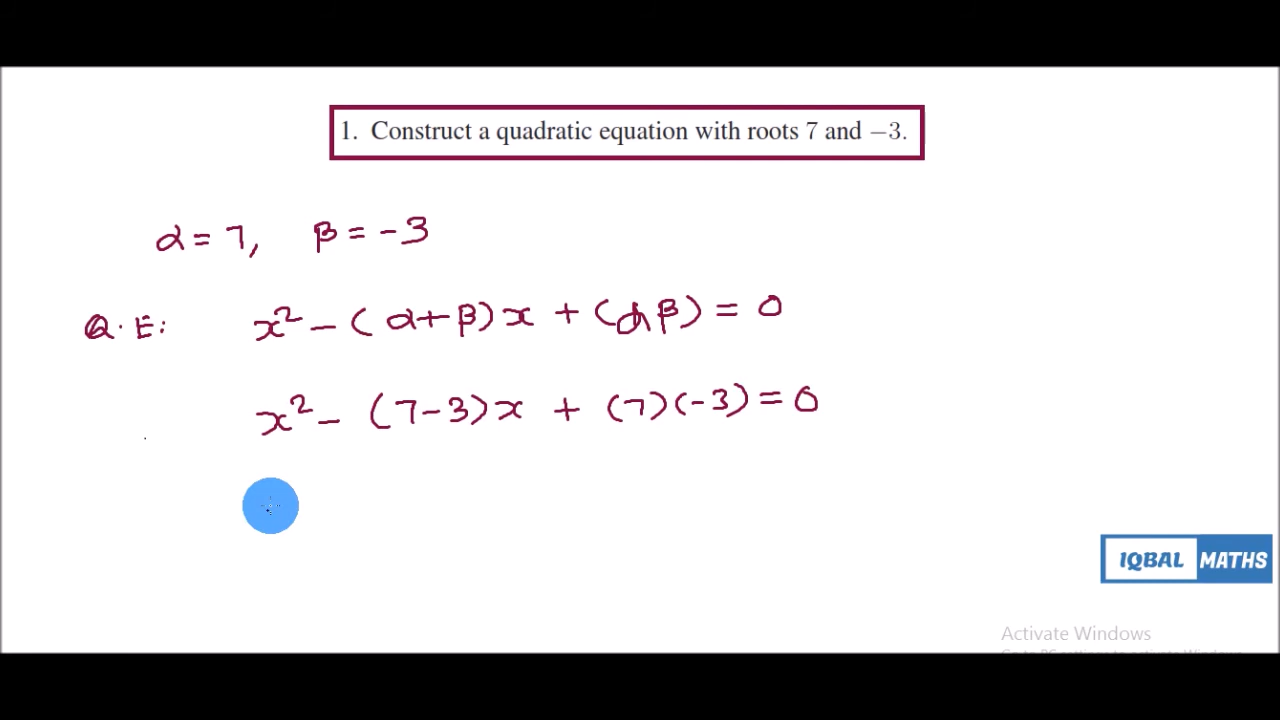 1. Construct a quadratic equation with roots 7 and −3.
α = 7, β = -3
Q.E: x² - (α+β)x + (αβ) = 0
x² - (7-3)x + (7)(-3) = 0
IQBAL MATHS
Activate Windows